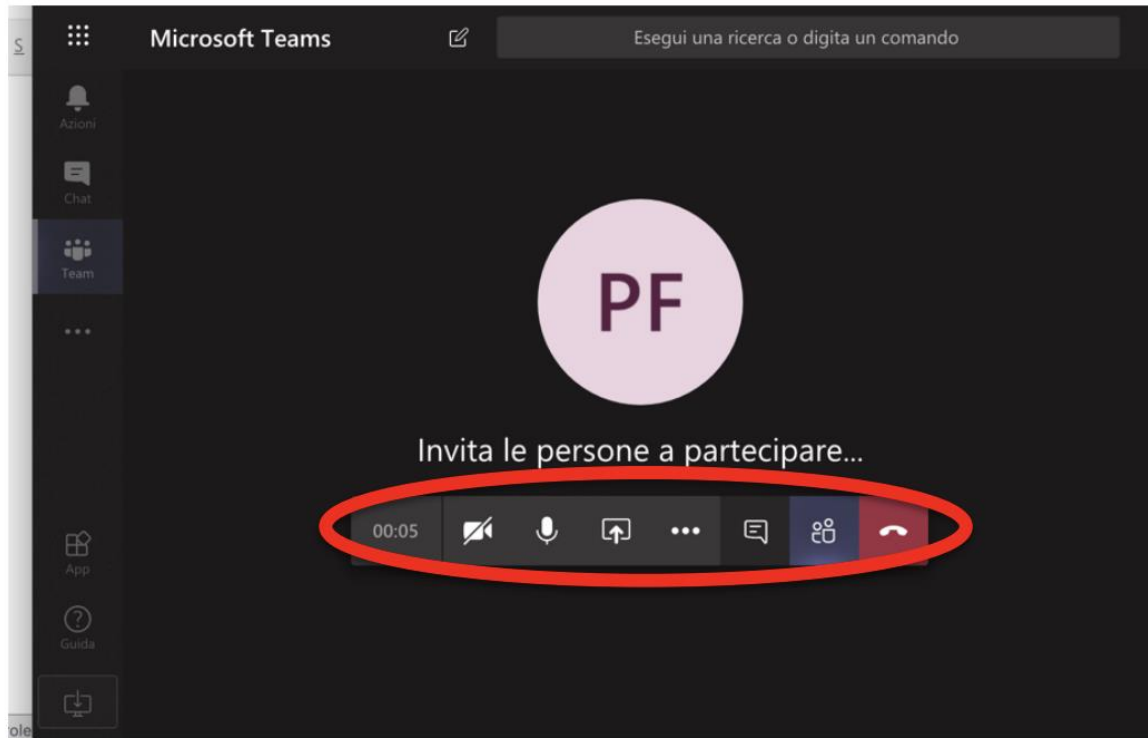 S
Microsoft Teams
Esegui una ricerca o digita un comando
Azioni
Chat
Team
PF
Invita le persone a partecipare...
00:05
App
Guida
ole